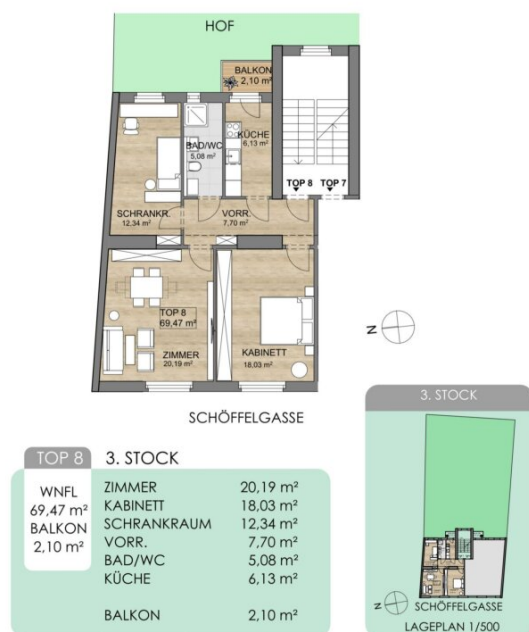 HOF
BALKON
2,10 m²
KÜCHE
6,13 m²
BAD/WC
5,08 m²
TOP 8 TOP 7
SCHRANKR.
12,34 m²
VORR.
7,70 m²
TOP 8
69,47 m²
ZIMMER
20,19 m²
KABINETT
18,03 m²
N
SCHÖFFELGASSE
TOP 8 3. STOCK
WNFL
69,47 m²
BALKON
2,10 m²
ZIMMER 20,19 m²
KABINETT 18,03 m²
SCHRANKRAUM 12,34 m²
VORR. 7,70 m²
BAD/WC 5,08 m²
KÜCHE 6,13 m²
BALKON 2,10 m²
3. STOCK
N
SCHÖFFELGASSE
LAGEPLAN 1/500